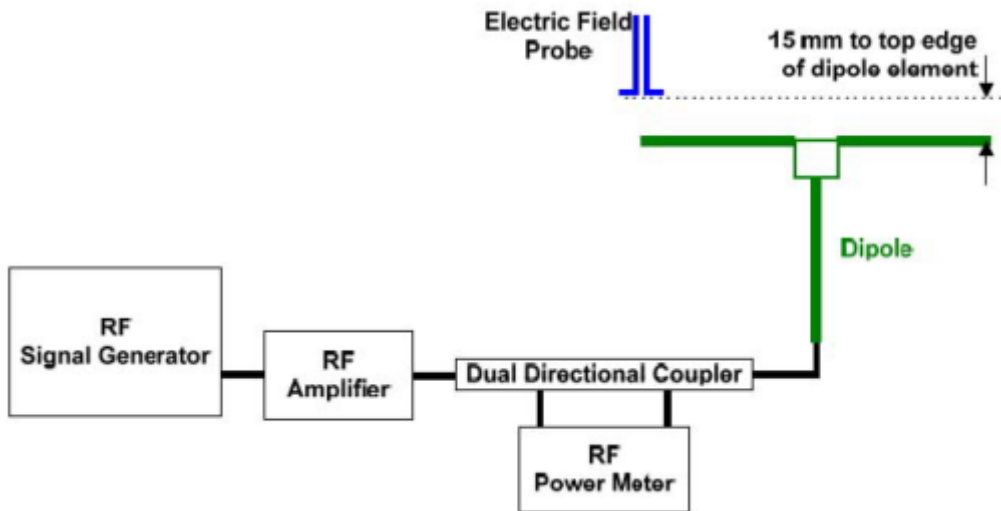 Electric Field
Probe
15 mm to top edge
of dipole element
Dipole
RF
Signal Generator
RF
Amplifier
Dual Directional Coupler
RF
Power Meter